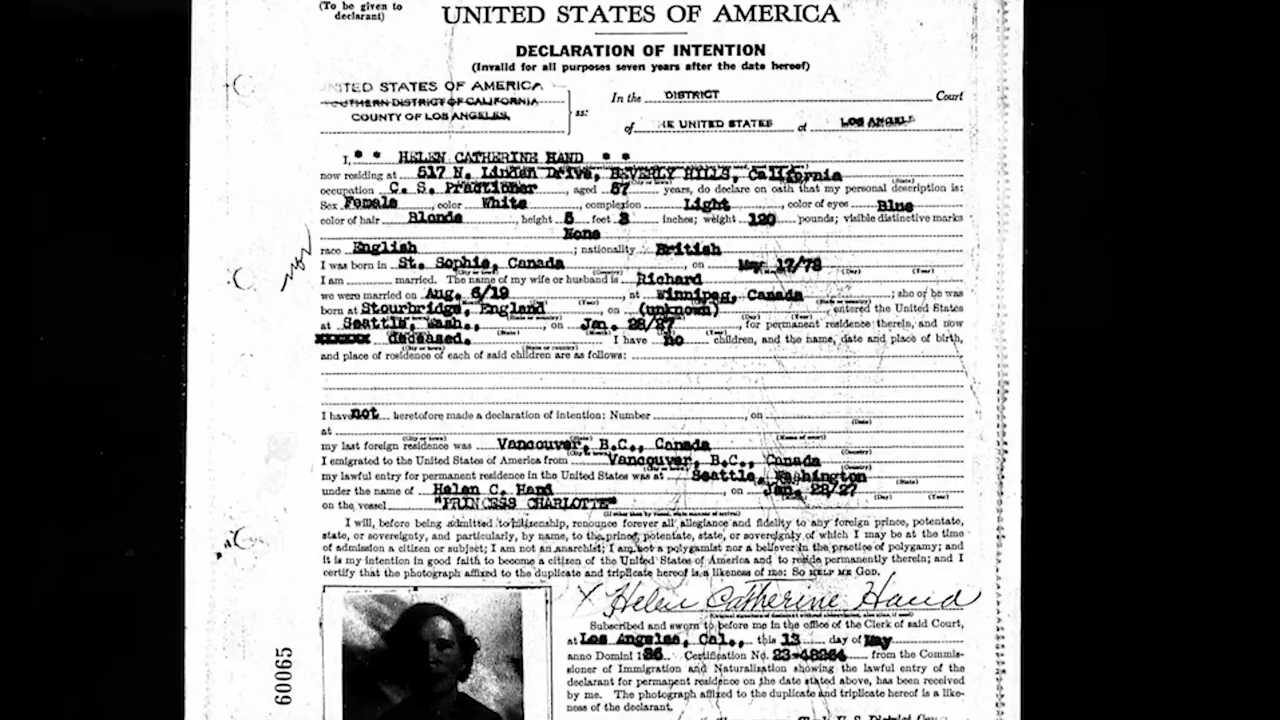 (To be given to
declarant)
UNITED STATES OF AMERICA
DECLARATION OF INTENTION
(Invalid for all purposes seven years after the date hereof)
UNITED STATES OF AMERICA
SOUTHERN DISTRICT OF CALIFORNIA
COUNTY OF LOS ANGELES,
ss:
In the DISTRICT Court
of HE UNITED STATES at LOS ANGELE
I, * * HELEN CATHERINE HAND * *
now residing at 517 N. Linden Drive, BEVERLY HILLS, California
occupation C. S. Practioner, aged 57 years, do declare on oath that my personal description is:
Sex Female, color White, complexion Light, color of eyes Blue
color of hair Blonde, height 5 feet 3 inches; weight 120 pounds; visible distinctive marks
None
race English; nationality British
I was born in St. Sophie, Canada, on May 17/78
I am married. The name of my wife or husband is Richard
we were married on Aug. 6/19, at Winnipeg, Canada; she or he was
born at Stourbridge, England, on (unknown), entered the United States
at Seattle, Wash., on Jan. 28/27, for permanent residence therein, and now
deceased. I have no children, and the name, date and place of birth,
and place of residence of each of said children are as follows:
I have not heretofore made a declaration of intention: Number, on
at
my last foreign residence was Vancouver, B.C., Canada
I emigrated to the United States of America from Vancouver, B.C., Canada
my lawful entry for permanent residence in the United States was at Seattle, Washington
under the name of Helen C. Hand, on Jan. 28/27
on the vessel "PRINCESS CHARLOTTE"
I will, before being admitted to citizenship, renounce forever all allegiance and fidelity to any foreign prince, potentate,
state, or sovereignty, and particularly, by name, to the prince, potentate, state, or sovereignty of which I may be at the time
of admission a citizen or subject; I am not an anarchist; I am not a polygamist nor a believer in the practice of polygamy; and
it is my intention in good faith to become a citizen of the United States of America and to reside permanently therein; and I
certify that the photograph affixed to the duplicate and triplicate hereof is a likeness of me: So HELP ME GOD.
X Helen Catherine Hand
Subscribed and sworn to before me in the office of the Clerk of said Court,
at Los Angeles, Cal., this 13 day of May
anno Domini 1936 Certification No. 23-48264 from the Commis-
sioner of Immigration and Naturalization showing the lawful entry of the
declarant for permanent residence on the date stated above, has been received
by me. The photograph affixed to the duplicate and triplicate hereof is a like-
ness of the declarant.
60065